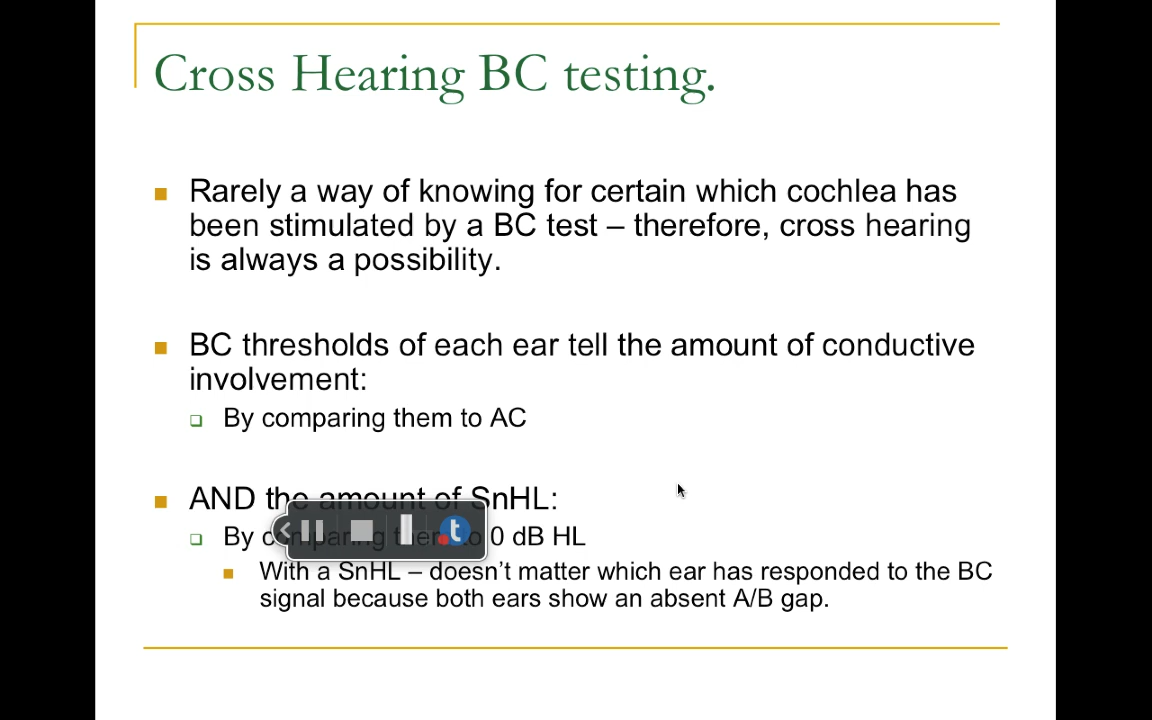 Cross Hearing BC testing.
Rarely a way of knowing for certain which cochlea has
been stimulated by a BC test – therefore, cross hearing
is always a possibility.
BC thresholds of each ear tell the amount of conductive
involvement:
By comparing them to AC
AND the amount of SnHL:
By comparing them to 0 dB HL
With a SnHL – doesn't matter which ear has responded to the BC
signal because both ears show an absent A/B gap.
t